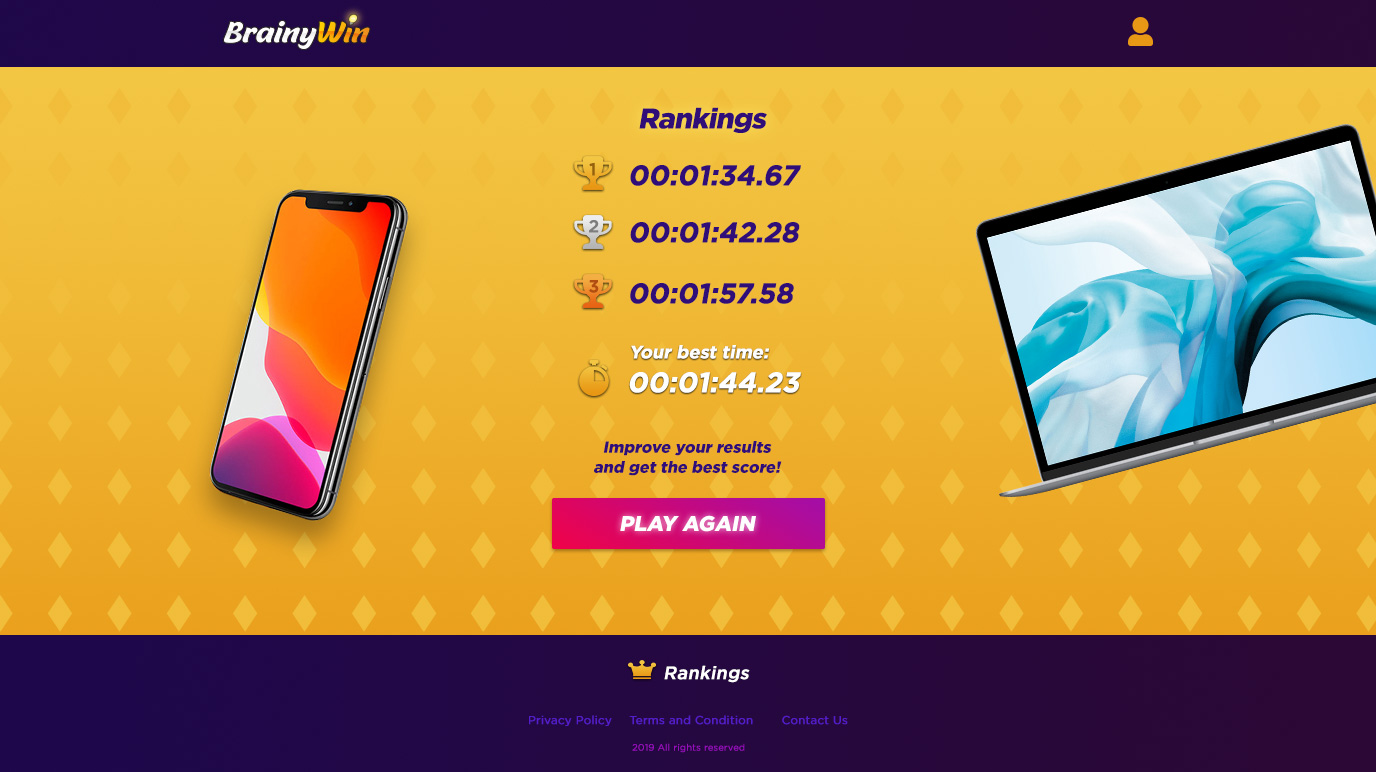 BrainyWin
Rankings
1 00:01:34.67
2 00:01:42.28
3 00:01:57.58
Your best time:
00:01:44.23
Improve your results
and get the best score!
PLAY AGAIN
Rankings
Privacy Policy Terms and Condition Contact Us
2019 All rights reserved